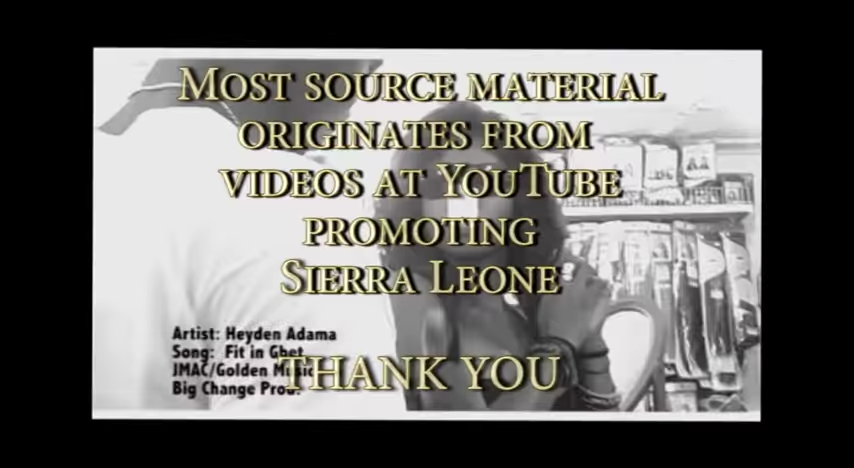 MOST SOURCE MATERIAL
ORIGINATES FROM
VIDEOS AT YOUTUBE
PROMOTING
SIERRA LEONE
Artist: Heyden Adama
Song: Fit in Ghet
JMAC/Golden Music
Big Change Prod.
THANK YOU